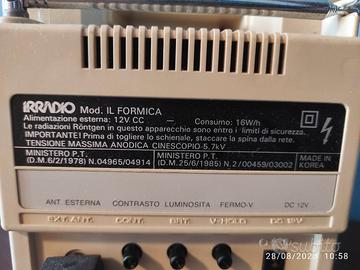 IRRADIO Mod. IL FORMICA
Alimentazione esterna: 12V CC – Consumo: 16W/h
Le radiazioni Röntgen in questo apparecchio sono entro i limiti di sicurezza.
IMPORTANTE! Prima di togliere lo schienale, staccare la spina dalla rete.
TENSIONE MASSIMA ANODICA CINESCOPIO-5.7kV
MINISTERO P.T.
(D.M.6/2/1978) N.04965/04914
MINISTERO P.T.
(D.M.25/6/1985) N.2/00459/03002
MADE IN
KOREA
ANT. ESTERNA CONTRASTO LUMINOSITA FERMO-V DC 12V
EXT. ANT. CONT. BRT. V-HOLD DC 12V
subito
28/08/2024 10:58